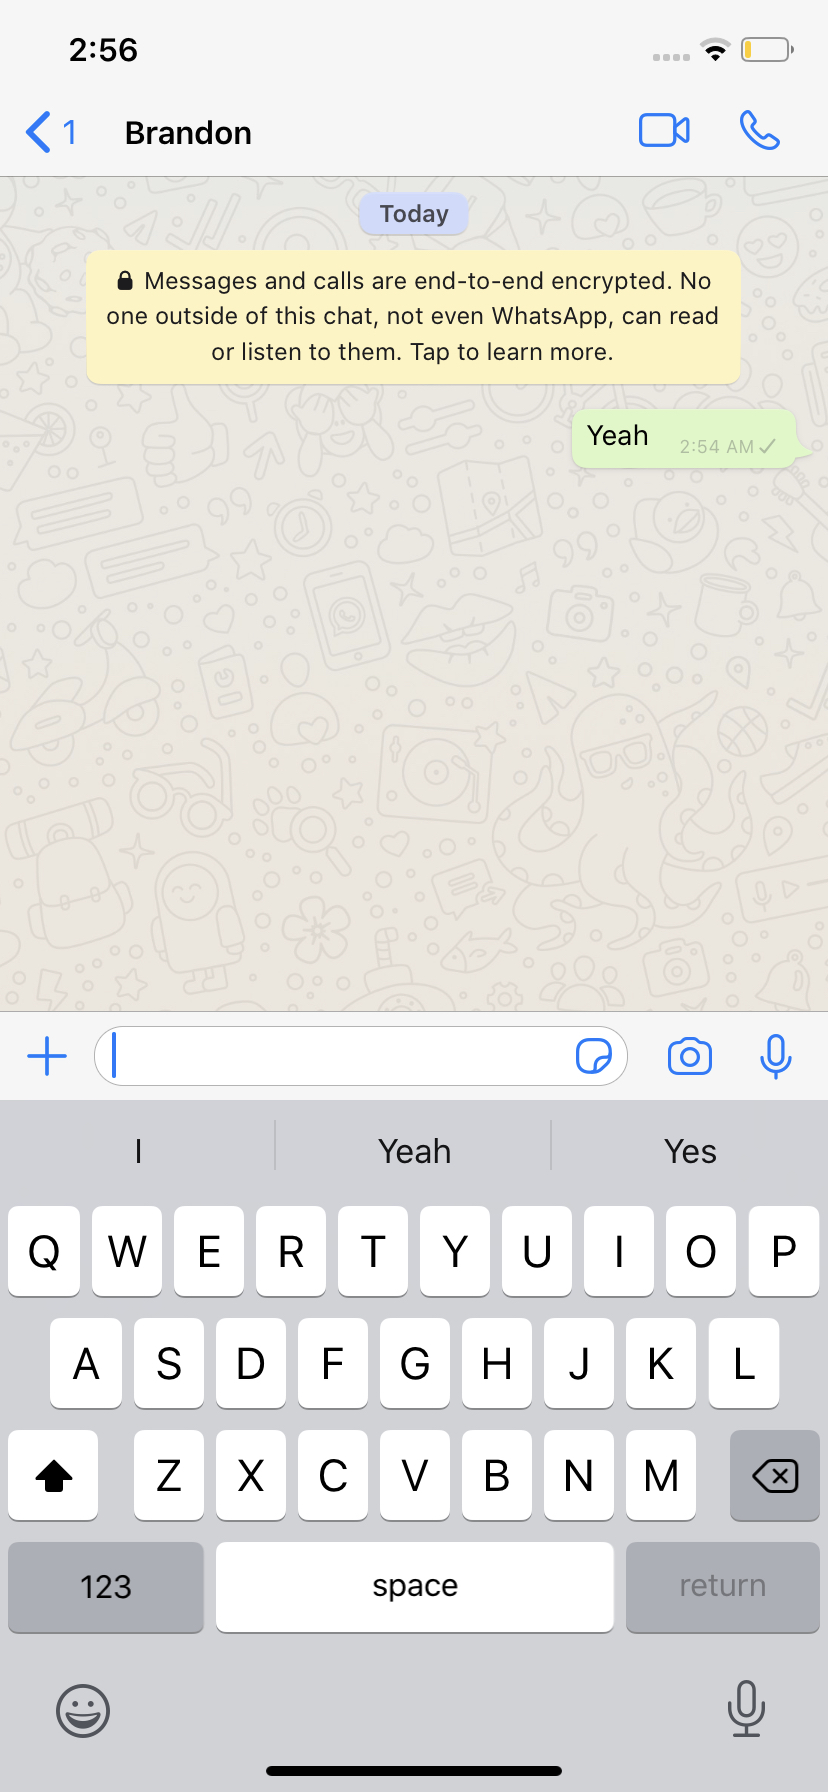 2:56
1 Brandon
Today
Messages and calls are end-to-end encrypted. No
one outside of this chat, not even WhatsApp, can read
or listen to them. Tap to learn more.
Yeah 2:54 AM
I Yeah Yes
Q W E R T Y U I O P
A S D F G H J K L
Z X C V B N M
123 space return